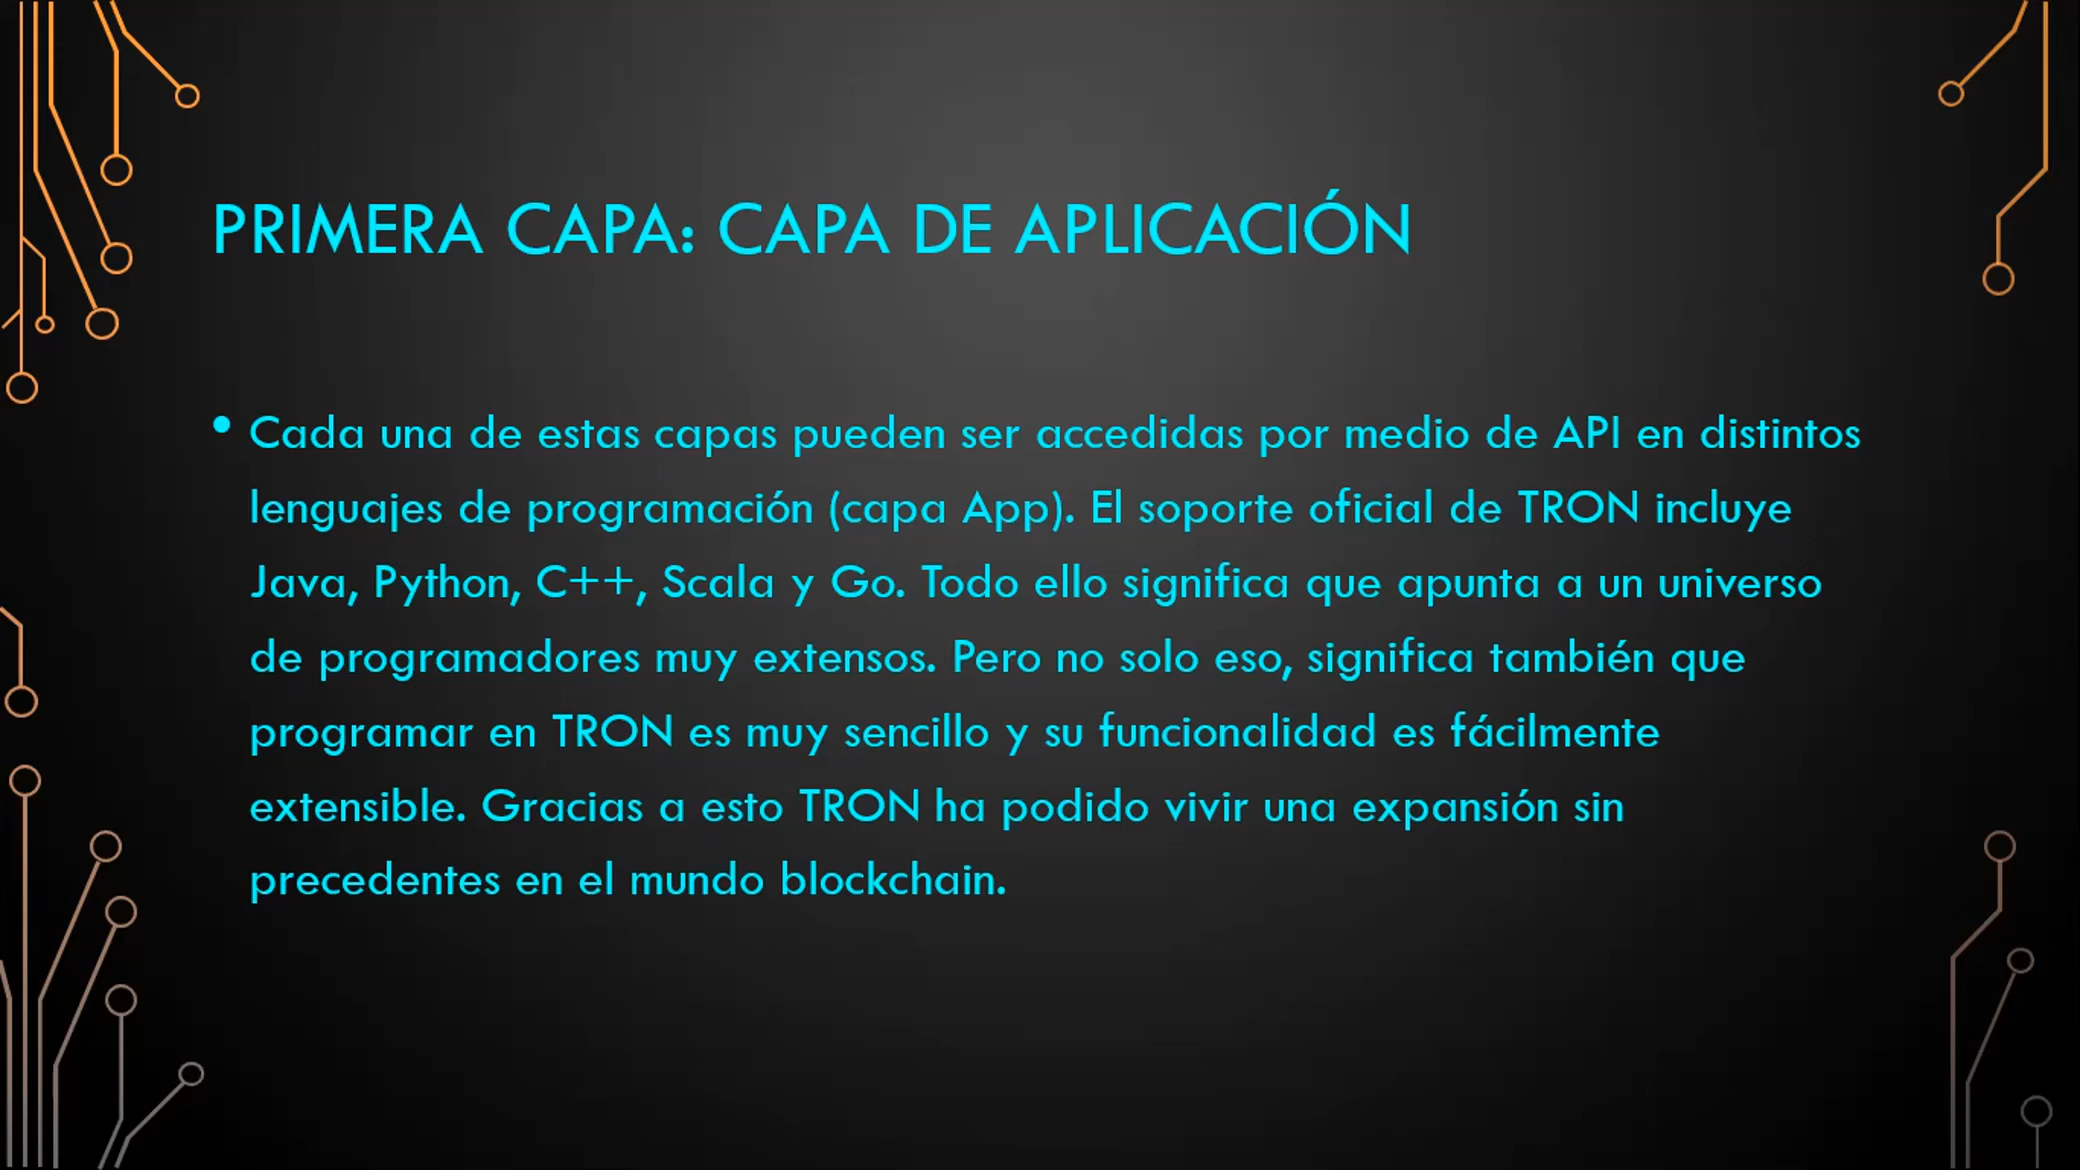 PRIMERA CAPA: CAPA DE APLICACIÓN
• Cada una de estas capas pueden ser accedidas por medio de API en distintos
lenguajes de programación (capa App). El soporte oficial de TRON incluye
Java, Python, C++, Scala y Go. Todo ello significa que apunta a un universo
de programadores muy extensos. Pero no solo eso, significa también que
programar en TRON es muy sencillo y su funcionalidad es fácilmente
extensible. Gracias a esto TRON ha podido vivir una expansión sin
precedentes en el mundo blockchain.